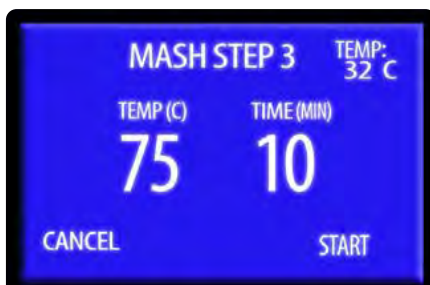 MASH STEP 3
TEMP:
32 C
TEMP (C)
TIME (MIN)
75
10
CANCEL
START